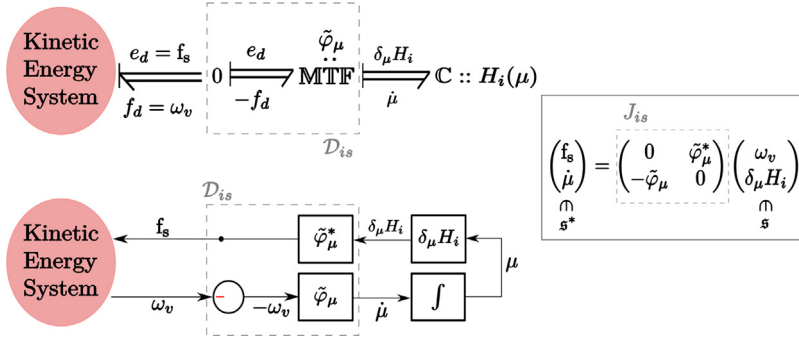 Kinetic
Energy
System
e_d = f_s
f_d = ω_v
0
e_d
-f_d
φ̃_μ
..
𝕄𝕋𝔽
δ_μH_i
μ̇
ℂ :: H_i(μ)
𝒟_is
J_is
(f_s μ̇) = (0 φ̃*_μ
-φ̃_μ 0) (ω_v δ_μH_i)
⋒ ⋒
𝔰* 𝔰
Kinetic
Energy
System
𝒟_is
f_s
φ̃*_μ
δ_μH_i
δ_μH_i
μ
ω_v
-
-ω_v
φ̃_μ
μ̇
∫